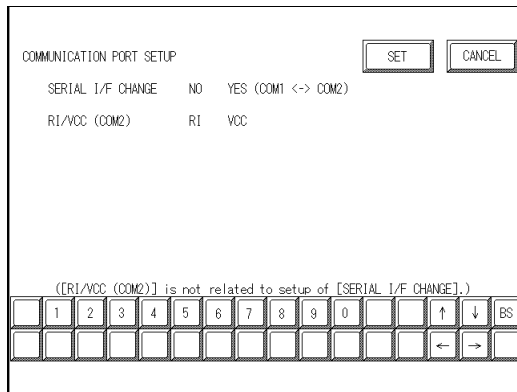 COMMUNICATION PORT SETUP SET CANCEL
SERIAL I/F CHANGE NO YES (COM1 <-> COM2)
RI/VCC (COM2) RI VCC
([RI/VCC (COM2)] is not related to setup of [SERIAL I/F CHANGE].)
1 2 3 4 5 6 7 8 9 0 ↑ ↓ BS
← →